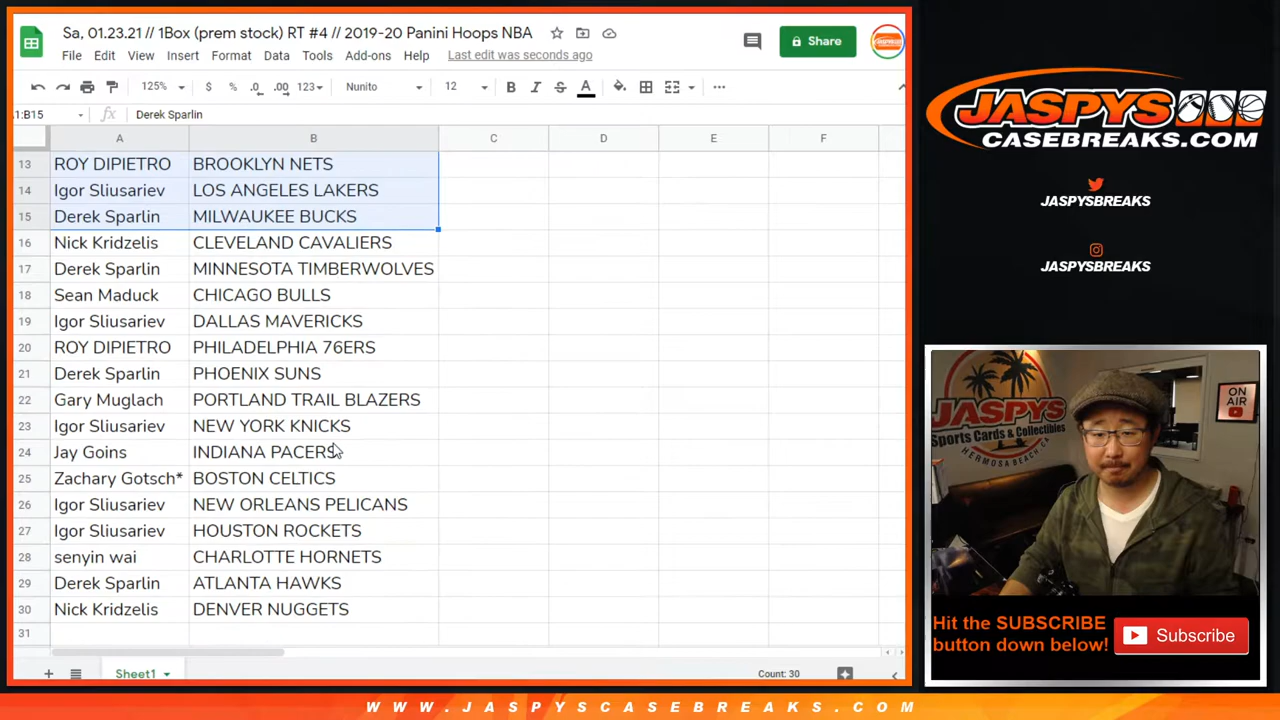 Sa, 01.23.21 // 1Box (prem stock) RT #4 // 2019-20 Panini Hoops NBA
File Edit View Insert Format Data Tools Add-ons Help Last edit was seconds ago
Share
125% $ % .0 .00 123 Nunito 12 B I S A
1:B15 fx Derek Sparlin
A B C D E F
13 ROY DIPIETRO BROOKLYN NETS
14 Igor Sliusariev LOS ANGELES LAKERS
15 Derek Sparlin MILWAUKEE BUCKS
16 Nick Kridzelis CLEVELAND CAVALIERS
17 Derek Sparlin MINNESOTA TIMBERWOLVES
18 Sean Maduck CHICAGO BULLS
19 Igor Sliusariev DALLAS MAVERICKS
20 ROY DIPIETRO PHILADELPHIA 76ERS
21 Derek Sparlin PHOENIX SUNS
22 Gary Muglach PORTLAND TRAIL BLAZERS
23 Igor Sliusariev NEW YORK KNICKS
24 Jay Goins INDIANA PACERS
25 Zachary Gotsch* BOSTON CELTICS
26 Igor Sliusariev NEW ORLEANS PELICANS
27 Igor Sliusariev HOUSTON ROCKETS
28 senyin wai CHARLOTTE HORNETS
29 Derek Sparlin ATLANTA HAWKS
30 Nick Kridzelis DENVER NUGGETS
31
Sheet1 Count: 30
JASPYS
CASEBREAKS.COM
JASPYSBREAKS
JASPYSBREAKS
JASPYS
Sports Cards & Collectibles
HERMOSA BEACH, CA
ON
AIR
Hit the SUBSCRIBE
button down below!
Subscribe
WWW.JASPYSCASEBREAKS.COM